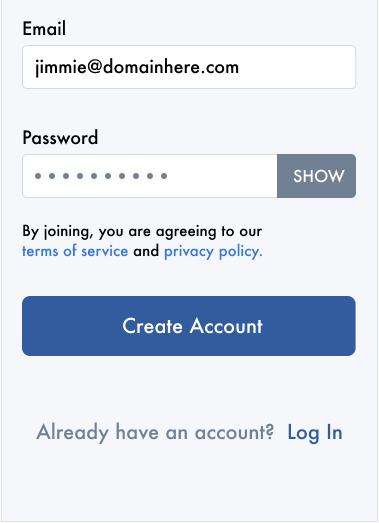 Email
jimmie@domainhere.com
Password
SHOW
By joining, you are agreeing to our
terms of service and privacy policy.
Create Account
Already have an account? Log In